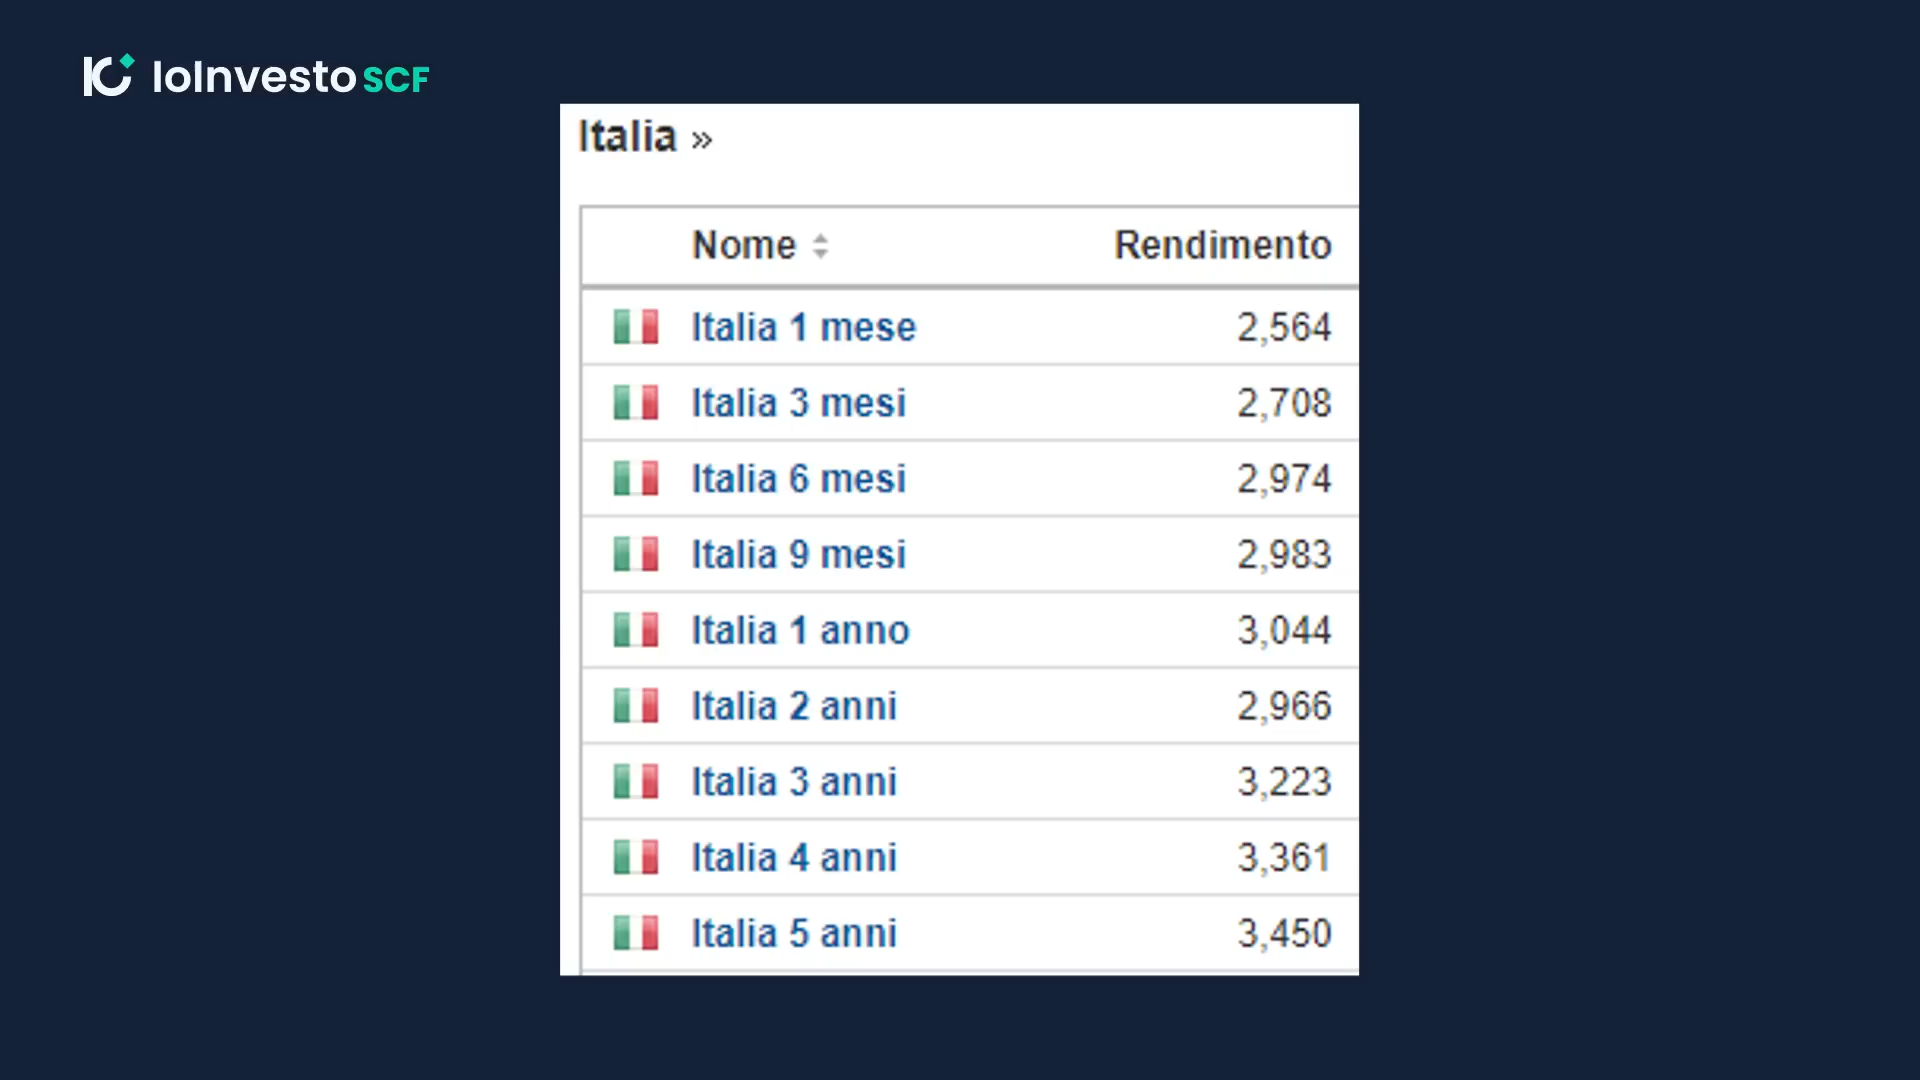 IoInvesto SCF
Italia »
Nome Rendimento
Italia 1 mese 2,564
Italia 3 mesi 2,708
Italia 6 mesi 2,974
Italia 9 mesi 2,983
Italia 1 anno 3,044
Italia 2 anni 2,966
Italia 3 anni 3,223
Italia 4 anni 3,361
Italia 5 anni 3,450